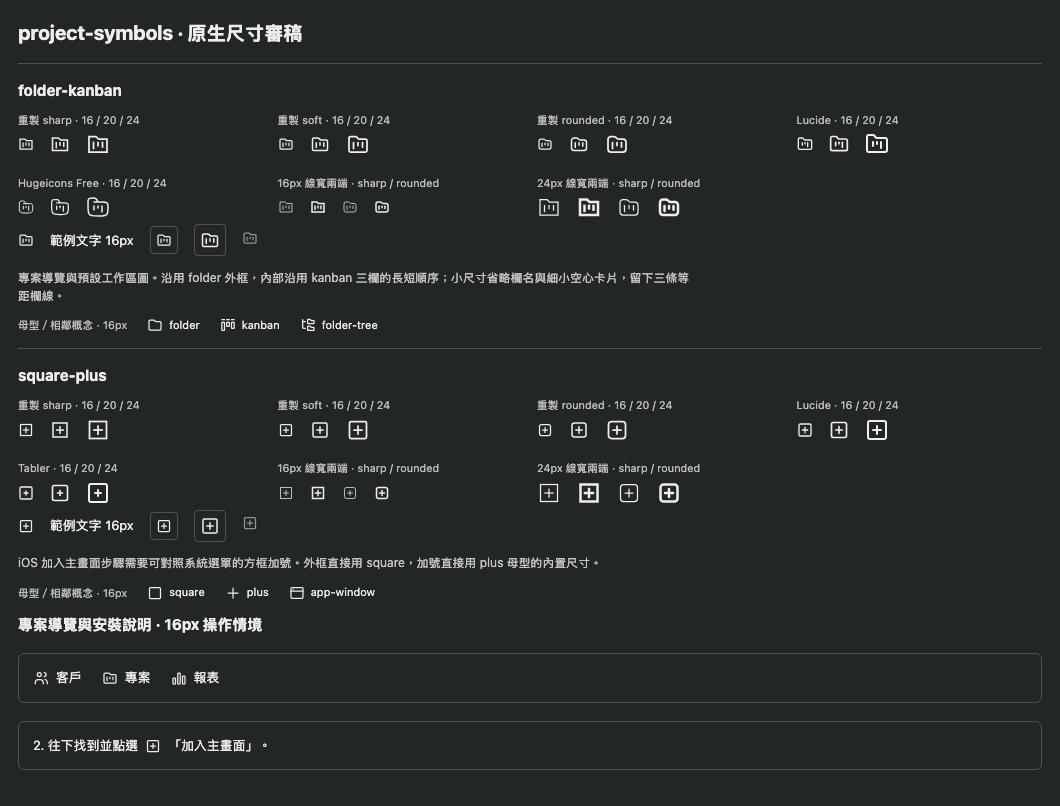 project-symbols · 原生尺寸審稿
folder-kanban
重製 sharp · 16 / 20 / 24
重製 soft · 16 / 20 / 24
重製 rounded · 16 / 20 / 24
Lucide · 16 / 20 / 24
Hugeicons Free · 16 / 20 / 24
16px 線寬兩端 · sharp / rounded
24px 線寬兩端 · sharp / rounded
範例文字 16px
專案導覽與預設工作區圖。沿用 folder 外框，內部沿用 kanban 三欄的長短順序；小尺寸省略欄名與細小空心卡片，留下三條等
距欄線。
母型 / 相鄰概念 · 16px
folder
kanban
folder-tree
square-plus
重製 sharp · 16 / 20 / 24
重製 soft · 16 / 20 / 24
重製 rounded · 16 / 20 / 24
Lucide · 16 / 20 / 24
Tabler · 16 / 20 / 24
16px 線寬兩端 · sharp / rounded
24px 線寬兩端 · sharp / rounded
範例文字 16px
iOS 加入主畫面步驟需要可對照系統選單的方框加號。外框直接用 square，加號直接用 plus 母型的內置尺寸。
母型 / 相鄰概念 · 16px
square
plus
app-window
專案導覽與安裝說明 · 16px 操作情境
客戶
專案
報表
2. 往下找到並點選 「加入主畫面」。